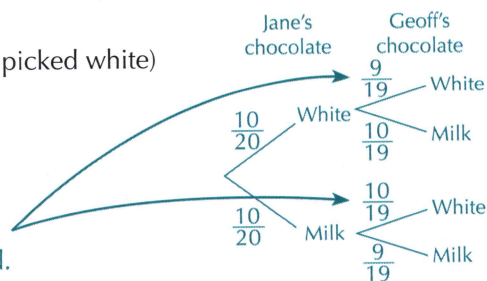 Jane's Geoff's
chocolate chocolate
picked white)
9/19 White
10/20 White
10/19 Milk
10/19 White
10/20 Milk
9/19 Milk